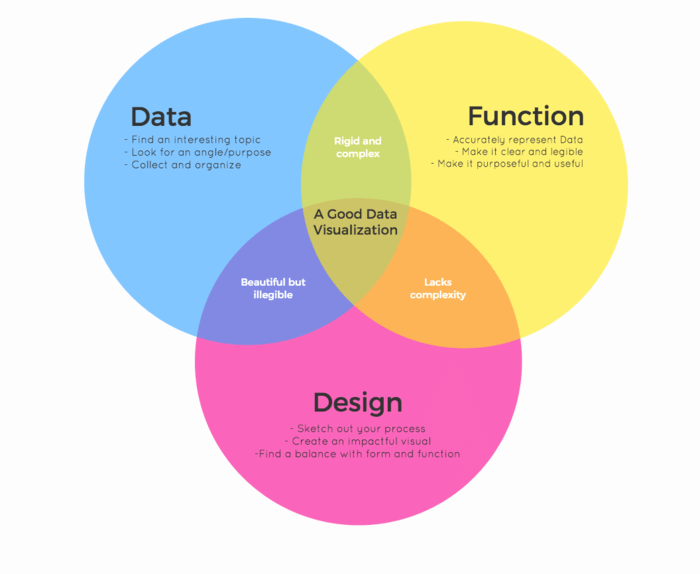 Data
- Find an interesting topic
- Look for an angle/purpose
- Collect and organize
Function
- Accurately represent Data
- Make it clear and legible
- Make it purposeful and useful
Rigid and
complex
A Good Data
Visualization
Beautiful but
illegible
Lacks
complexity
Design
- Sketch out your process
- Create an impactful visual
-Find a balance with form and function